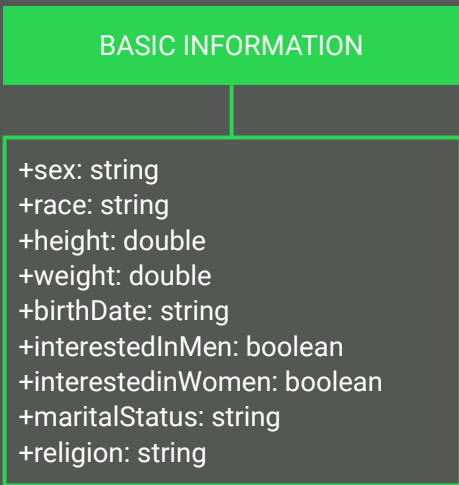 BASIC INFORMATION
+sex: string
+race: string
+height: double
+weight: double
+birthDate: string
+interestedInMen: boolean
+interestedinWomen: boolean
+maritalStatus: string
+religion: string